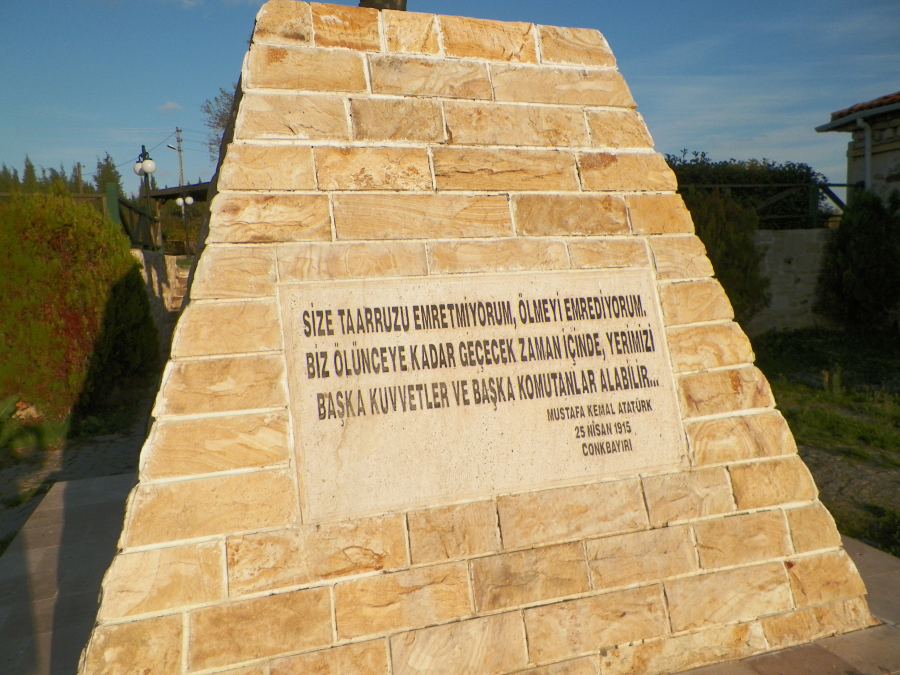 SİZE TAARRUZU EMRETMİYORUM, ÖLMEYİ EMREDİYORUM.
BİZ ÖLÜNCEYE KADAR GEÇECEK ZAMAN İÇİNDE, YERİMİZİ
BAŞKA KUVVETLER VE BAŞKA KOMUTANLAR ALABİLİR...
MUSTAFA KEMAL ATATÜRK
25 NİSAN 1915
CONKBAYIRI